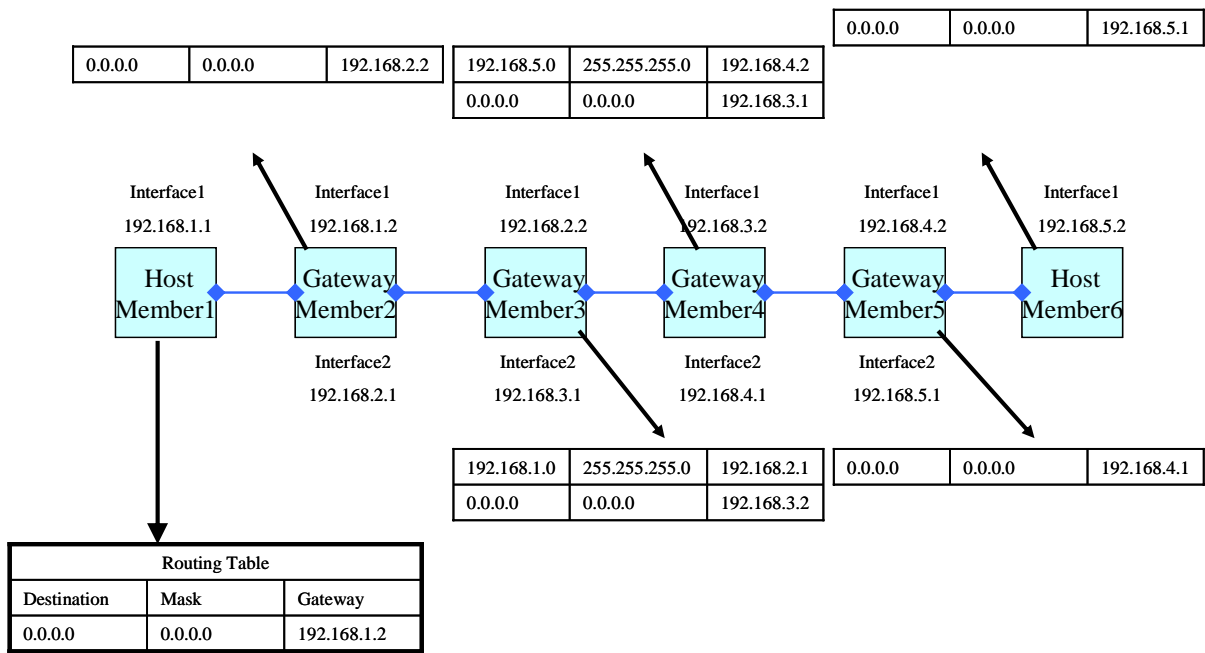 0.0.0.0 0.0.0.0 192.168.5.1
0.0.0.0 0.0.0.0 192.168.2.2
192.168.5.0 255.255.255.0 192.168.4.2
0.0.0.0 0.0.0.0 192.168.3.1
Interface1
192.168.1.1
Interface1
192.168.1.2
Interface1
192.168.2.2
Interface1
192.168.3.2
Interface1
192.168.4.2
Interface1
192.168.5.2
Host
Member1
Gateway
Member2
Gateway
Member3
Gateway
Member4
Gateway
Member5
Host
Member6
Interface2
192.168.2.1
Interface2
192.168.3.1
Interface2
192.168.4.1
Interface2
192.168.5.1
192.168.1.0 255.255.255.0 192.168.2.1
0.0.0.0 0.0.0.0 192.168.3.2
0.0.0.0 0.0.0.0 192.168.4.1
Routing Table
Destination Mask Gateway
0.0.0.0 0.0.0.0 192.168.1.2